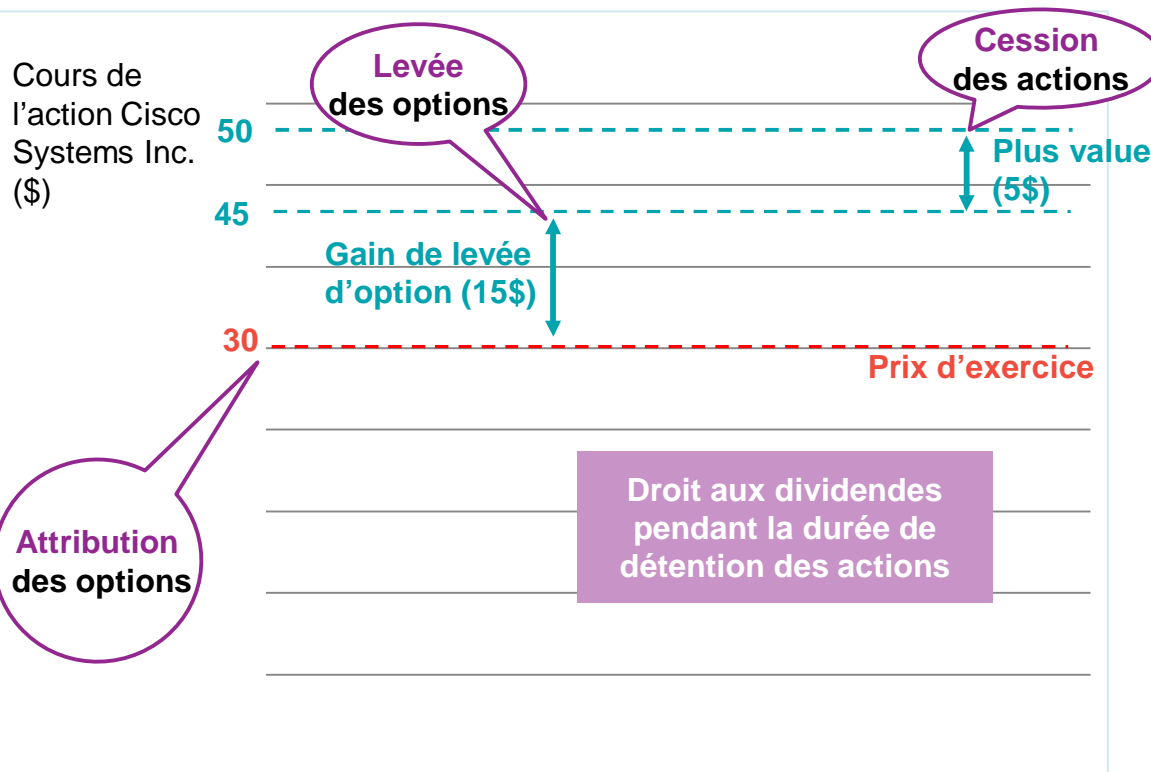 Cours de
l’action Cisco
Systems Inc.
($)
Levée
des options
Cession
des actions
50
Plus value
(5$)
45
Gain de levée
d’option (15$)
30
Prix d’exercice
Droit aux dividendes
pendant la durée de
détention des actions
Attribution
des options